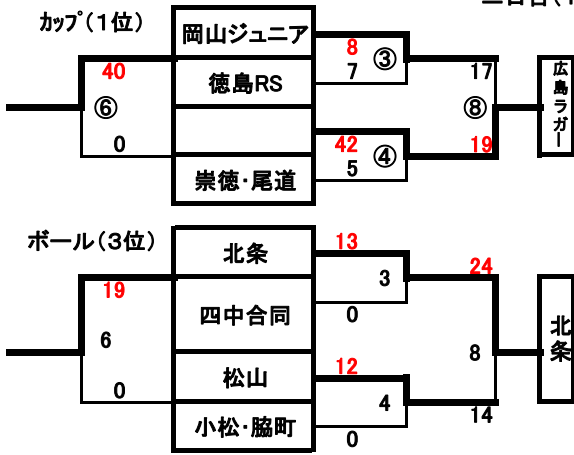 カップ(1位)
岡山ジュニア
8
③
7
40
徳島RS
17
広島ラガー
⑥
⑧
0
42
④
19
5
崇徳・尾道
ボール(3位)
北条
13
24
19
3
四中合同
0
北条
6
8
松山
12
0
4
14
小松・脇町
0